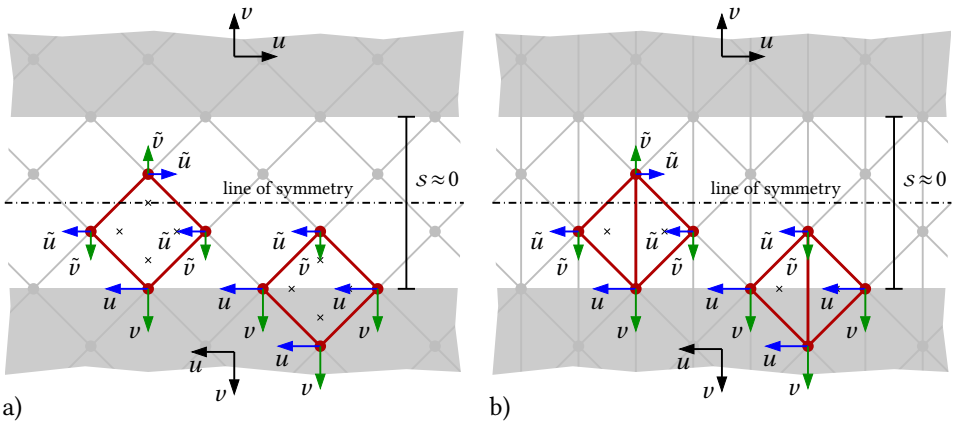 v
u
ṽ
ũ
line of symmetry
s ≈ 0
ũ
ṽ
ũ
ṽ
ũ
ṽ
u
v
u
v
u
u
v
u
v
a)
v
u
ṽ
ũ
line of symmetry
s ≈ 0
ũ
ṽ
ũ
ṽ
u
v
u
v
u
u
v
u
v
b)